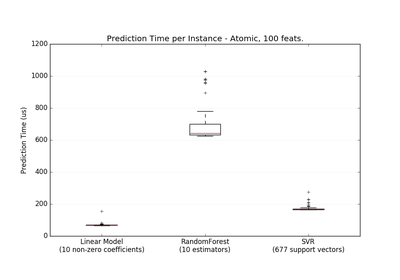 Prediction Time per Instance - Atomic, 100 feats.
1200
1000
800
600
400
200
0
Prediction Time (us)
Linear Model
(10 non-zero coefficients)
RandomForest
(10 estimators)
SVR
(677 support vectors)